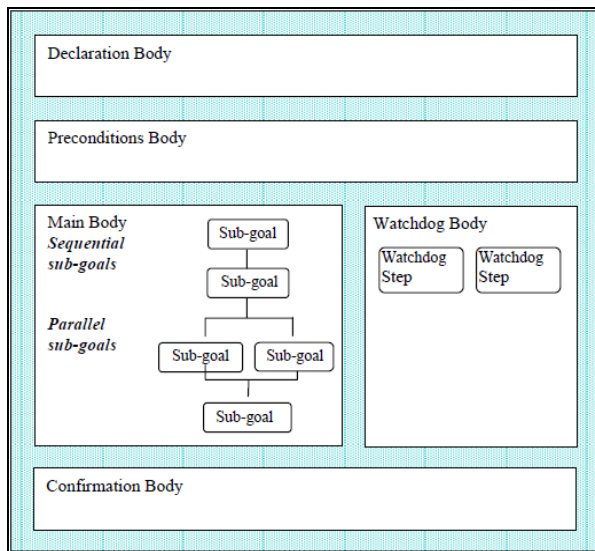 Declaration Body
Preconditions Body
Main Body
Sequential
sub-goals
Sub-goal
Sub-goal
Parallel
sub-goals
Sub-goal
Sub-goal
Sub-goal
Watchdog Body
Watchdog
Step
Watchdog
Step
Confirmation Body